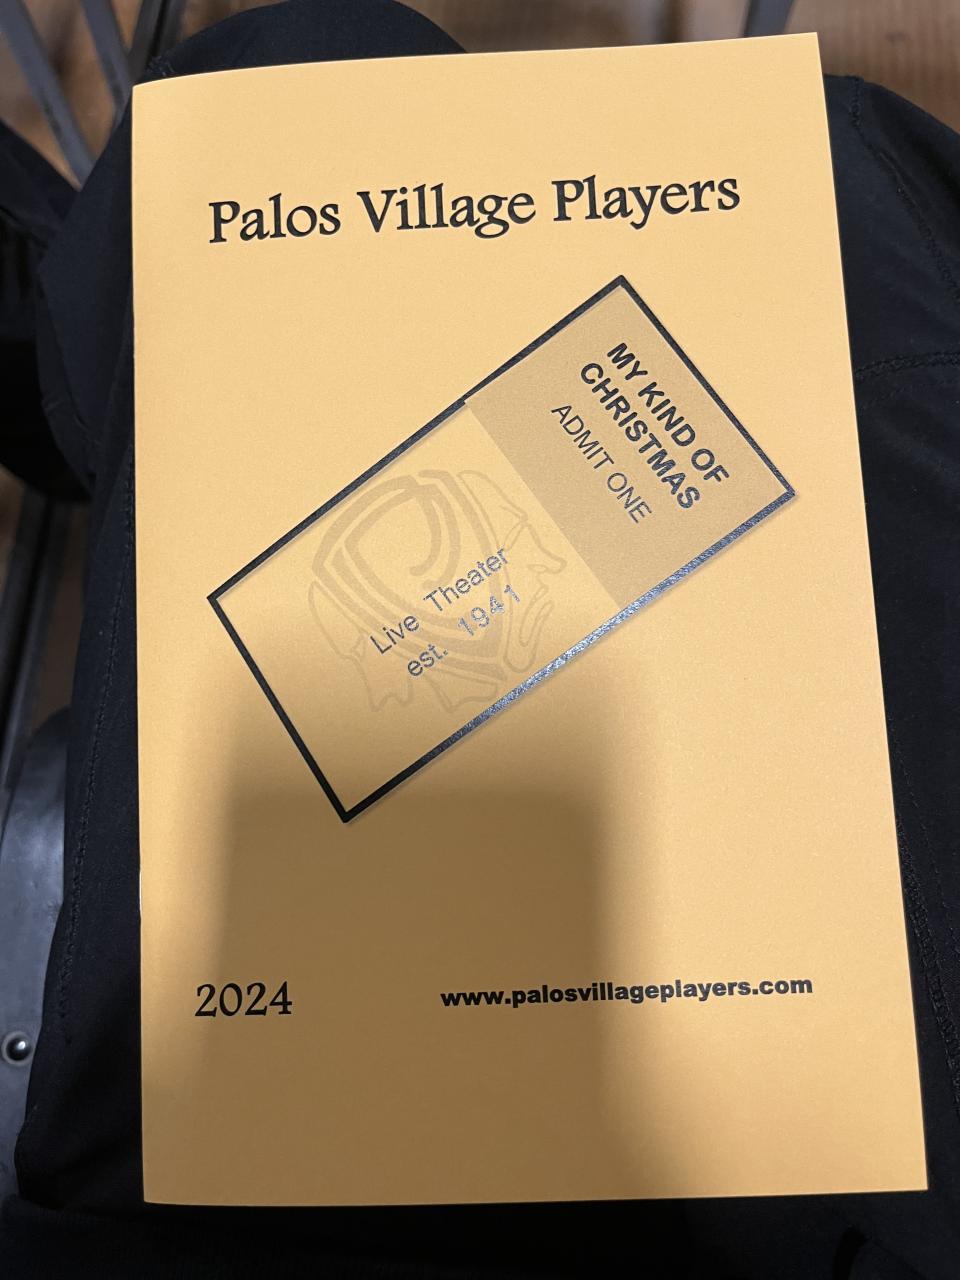 Palos Village Players
MY KIND OF
CHRISTMAS
ADMIT ONE
Live Theater
est. 1941
2024
www.palosvillageplayers.com